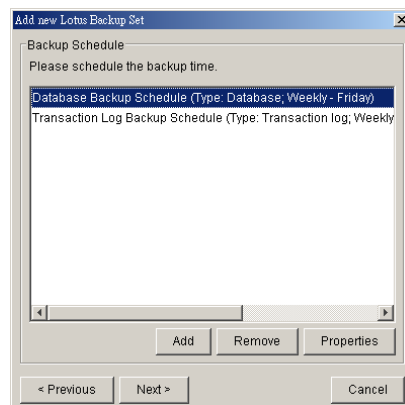 Add new Lotus Backup Set
Backup Schedule
Please schedule the backup time.
Database Backup Schedule (Type: Database; Weekly - Friday)
Transaction Log Backup Schedule (Type: Transaction log; Weekly
Add Remove Properties
< Previous Next > Cancel